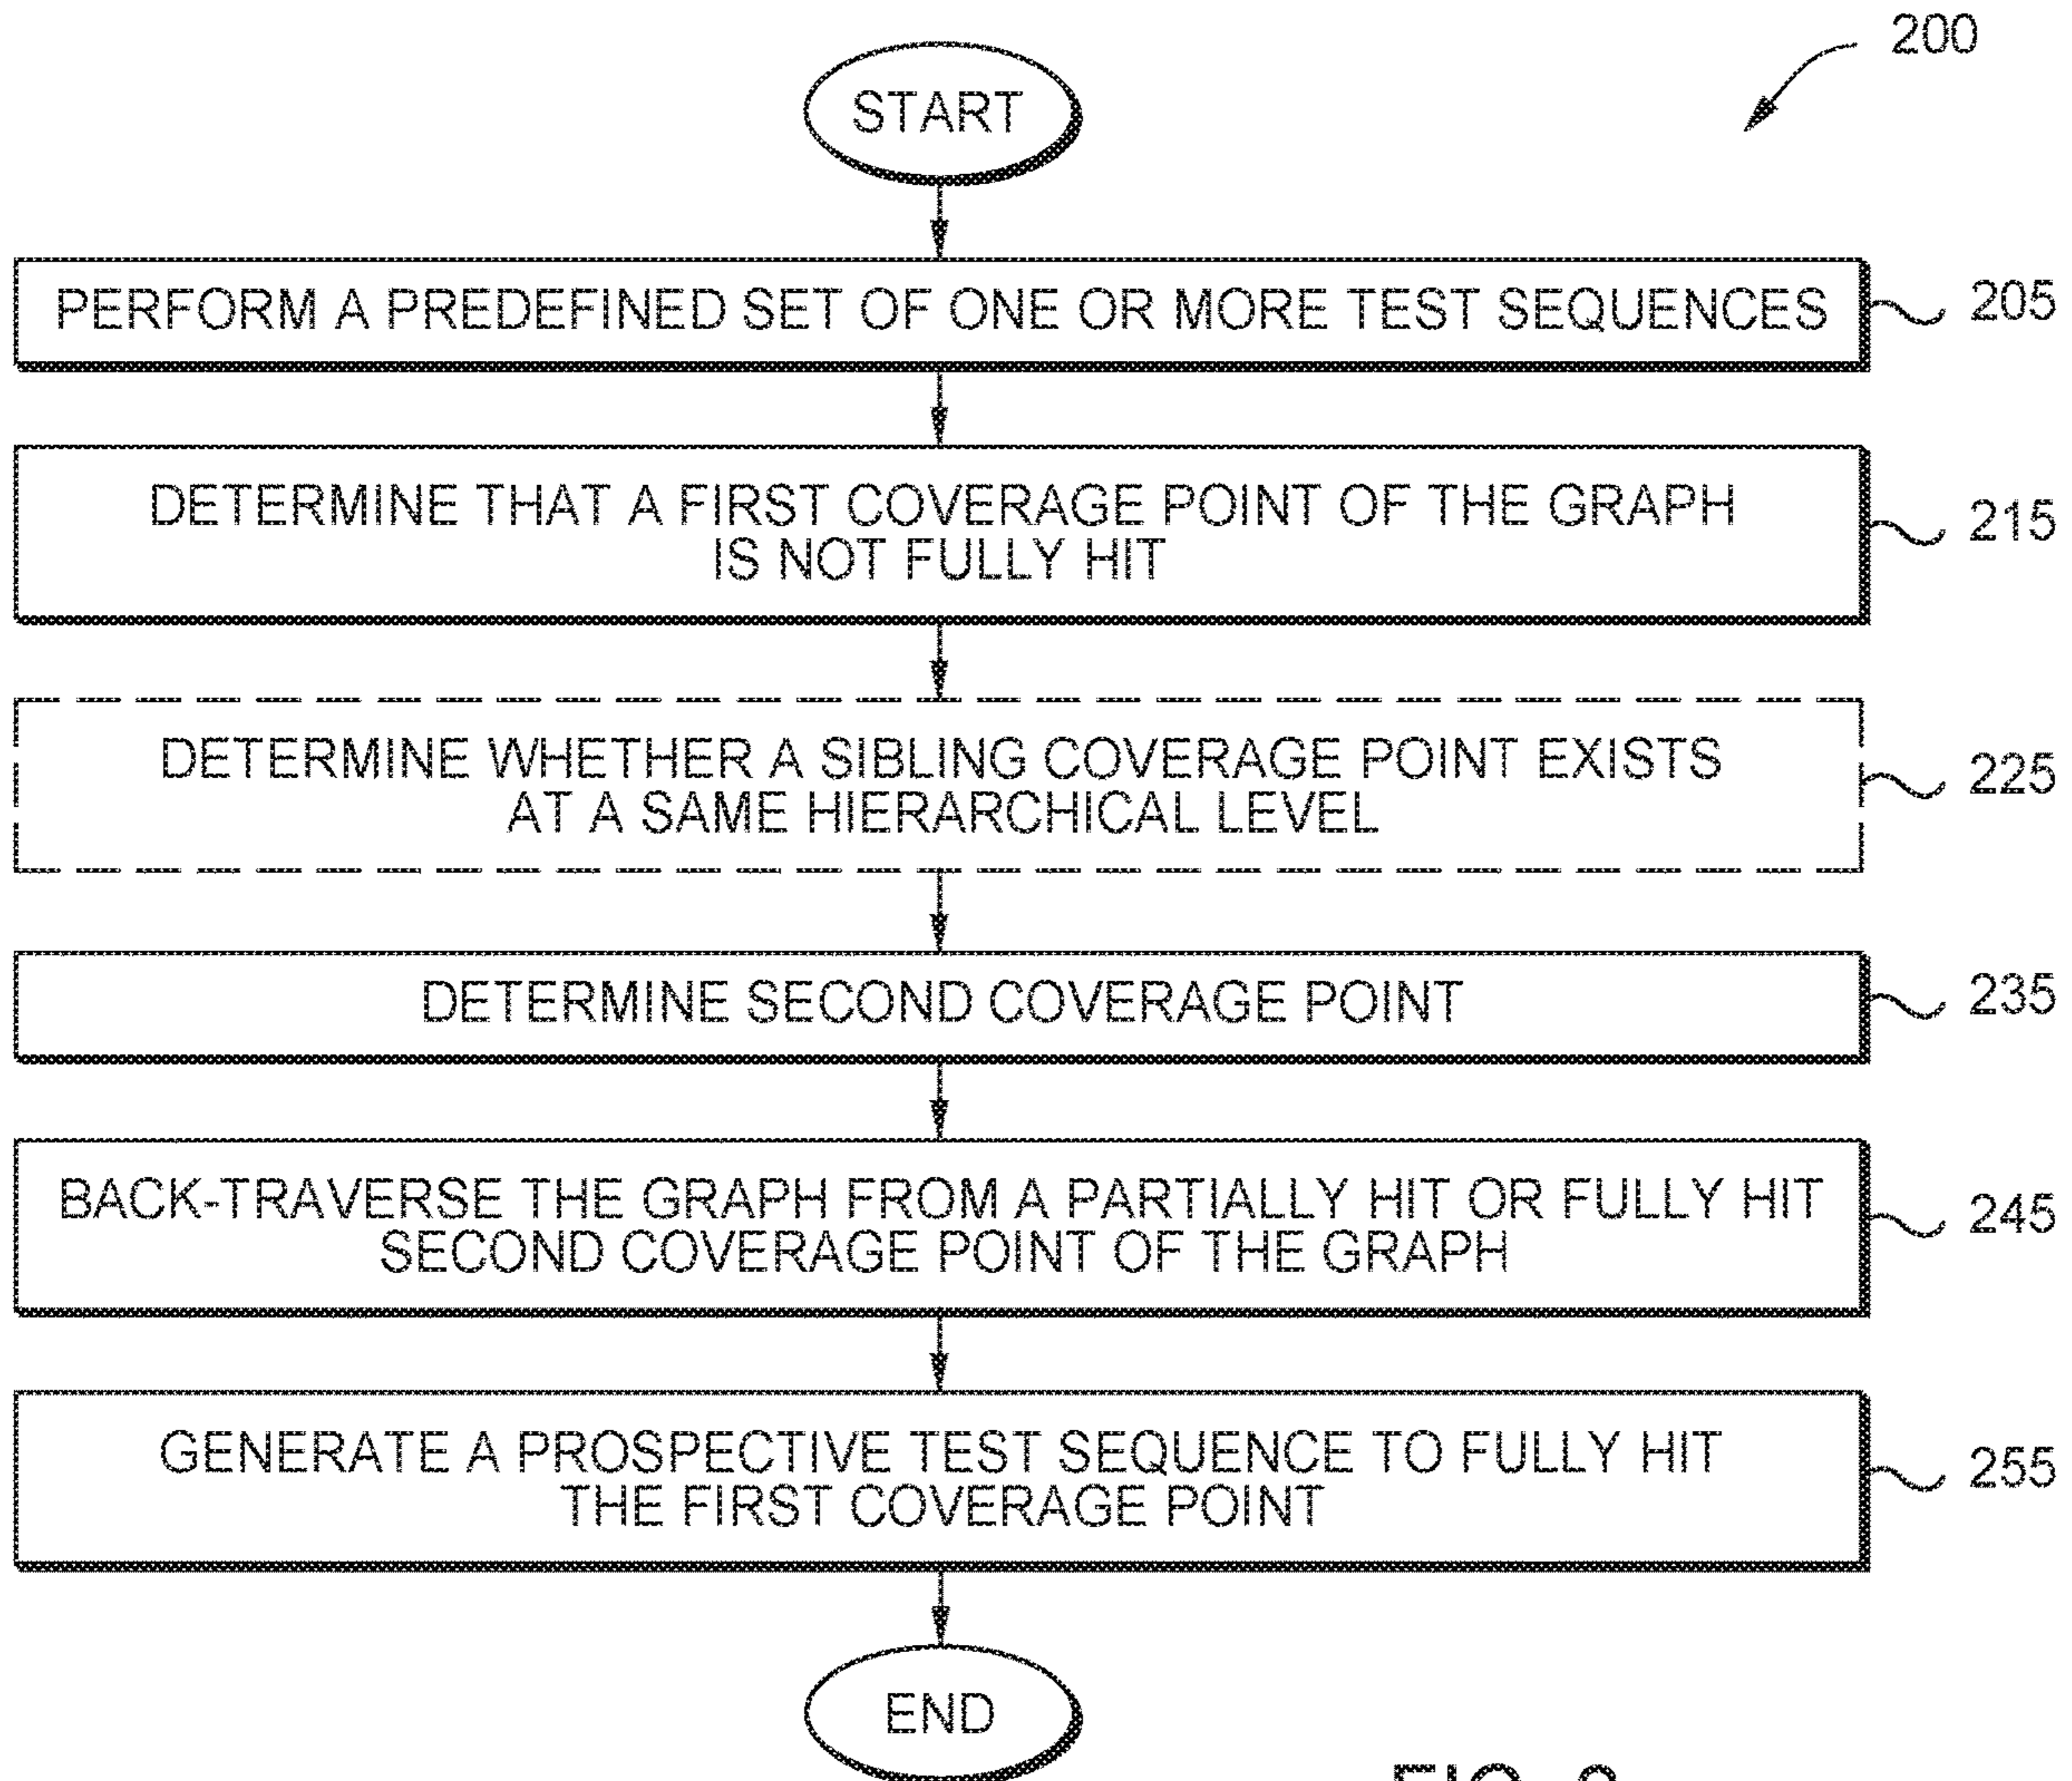 200
START
PERFORM A PREDEFINED SET OF ONE OR MORE TEST SEQUENCES
205
DETERMINE THAT A FIRST COVERAGE POINT OF THE GRAPH
IS NOT FULLY HIT
215
DETERMINE WHETHER A SIBLING COVERAGE POINT EXISTS
AT A SAME HIERARCHICAL LEVEL
225
DETERMINE SECOND COVERAGE POINT
235
BACK-TRAVERSE THE GRAPH FROM A PARTIALLY HIT OR FULLY HIT
SECOND COVERAGE POINT OF THE GRAPH
245
GENERATE A PROSPECTIVE TEST SEQUENCE TO FULLY HIT
THE FIRST COVERAGE POINT
255
END